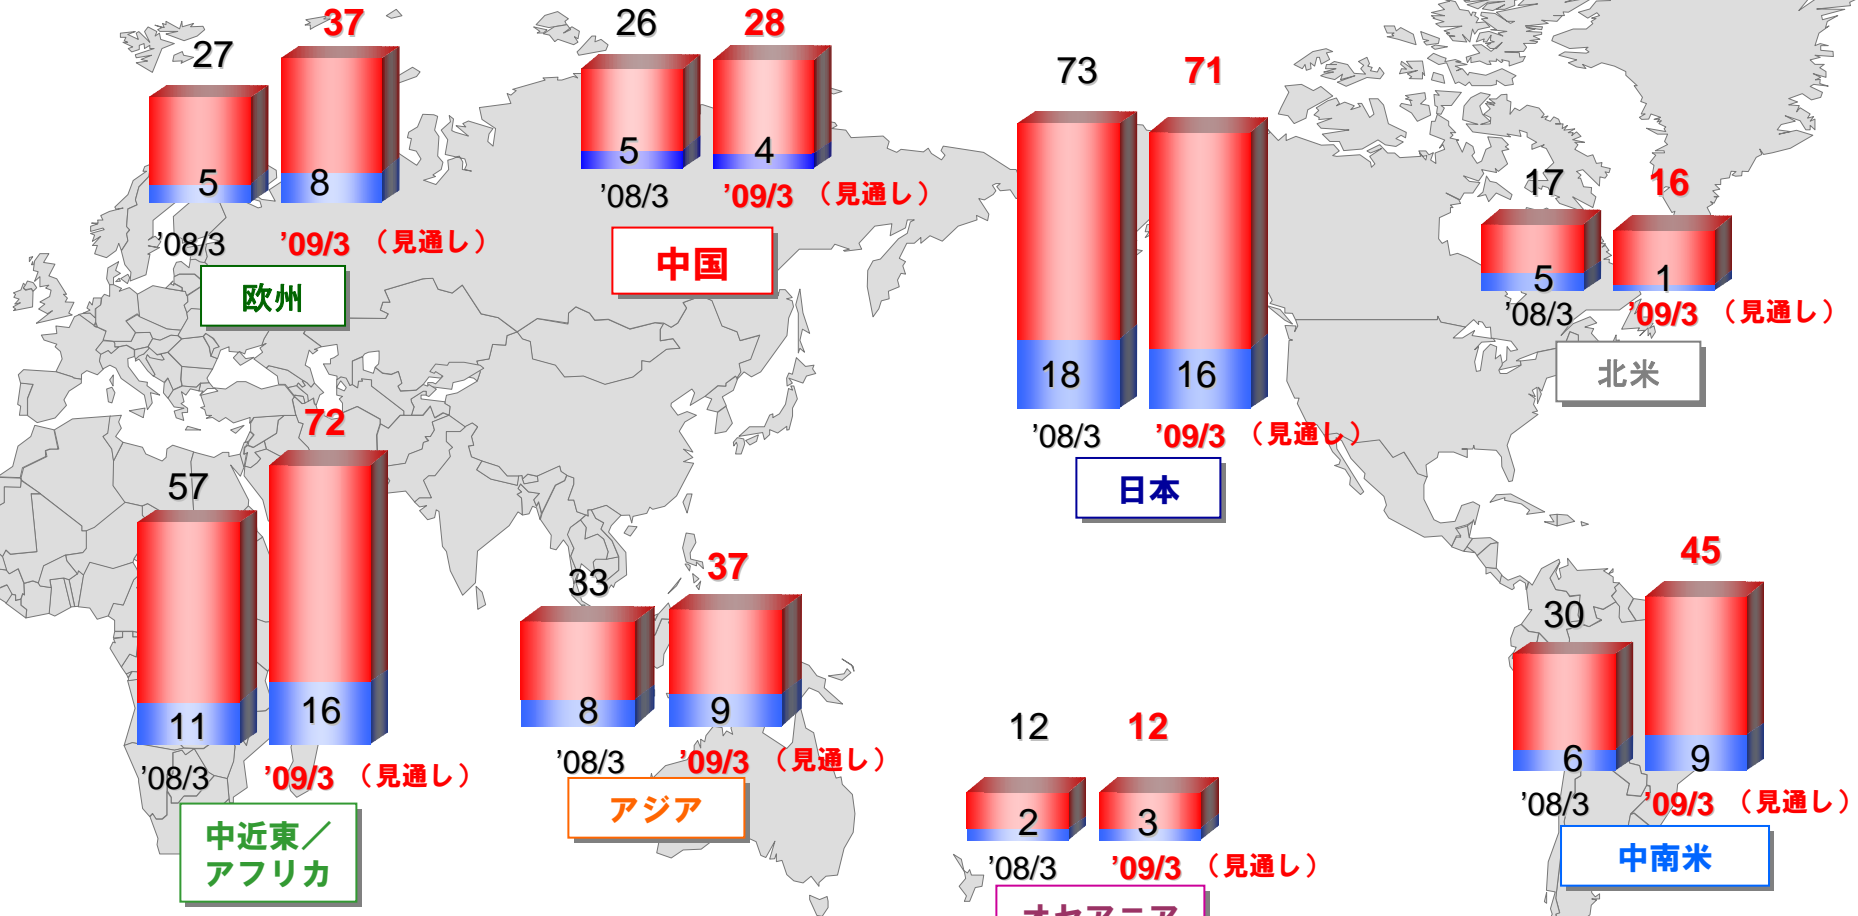 27
37
5
8
’08/3
’09/3 （見通し）
欧州
26
28
5
4
’08/3
’09/3 （見通し）
中国
73
71
18
16
’08/3
’09/3 （見通し）
日本
17
16
5
1
’08/3
’09/3 （見通し）
北米
57
72
11
16
’08/3
’09/3 （見通し）
中近東／
アフリカ
33
37
8
9
’08/3
’09/3 （見通し）
アジア
12
12
2
3
’08/3
’09/3 （見通し）
オセアニア
30
45
6
9
’08/3
’09/3 （見通し）
中南米